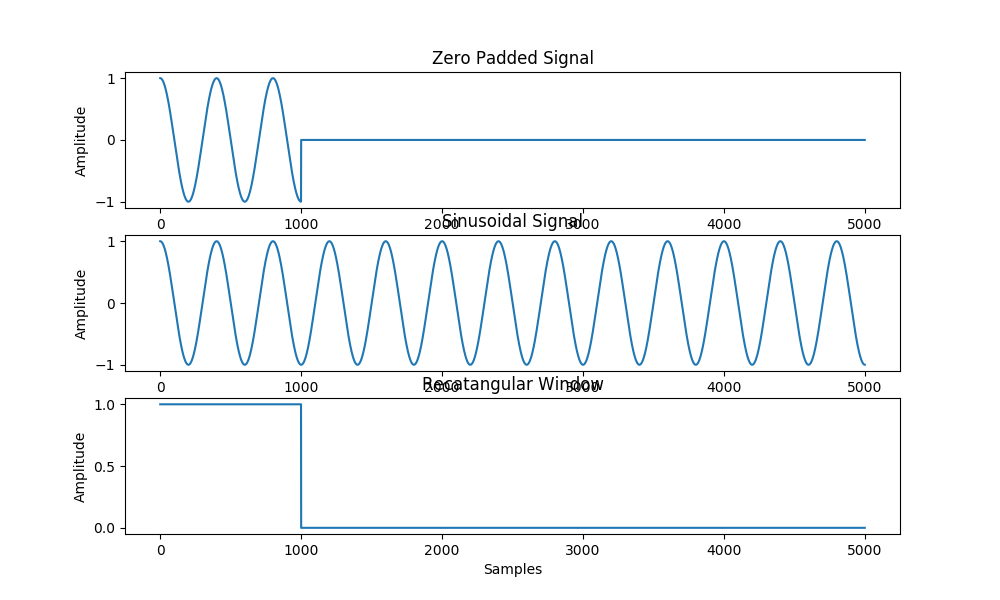 Zero Padded Signal
Amplitude
1
0
−1
0 1000 2000 3000 4000 5000
Sinusoidal Signal
Amplitude
1
0
−1
0 1000 2000 3000 4000 5000
Recatangular Window
Amplitude
1.0
0.5
0.0
0 1000 2000 3000 4000 5000
Samples